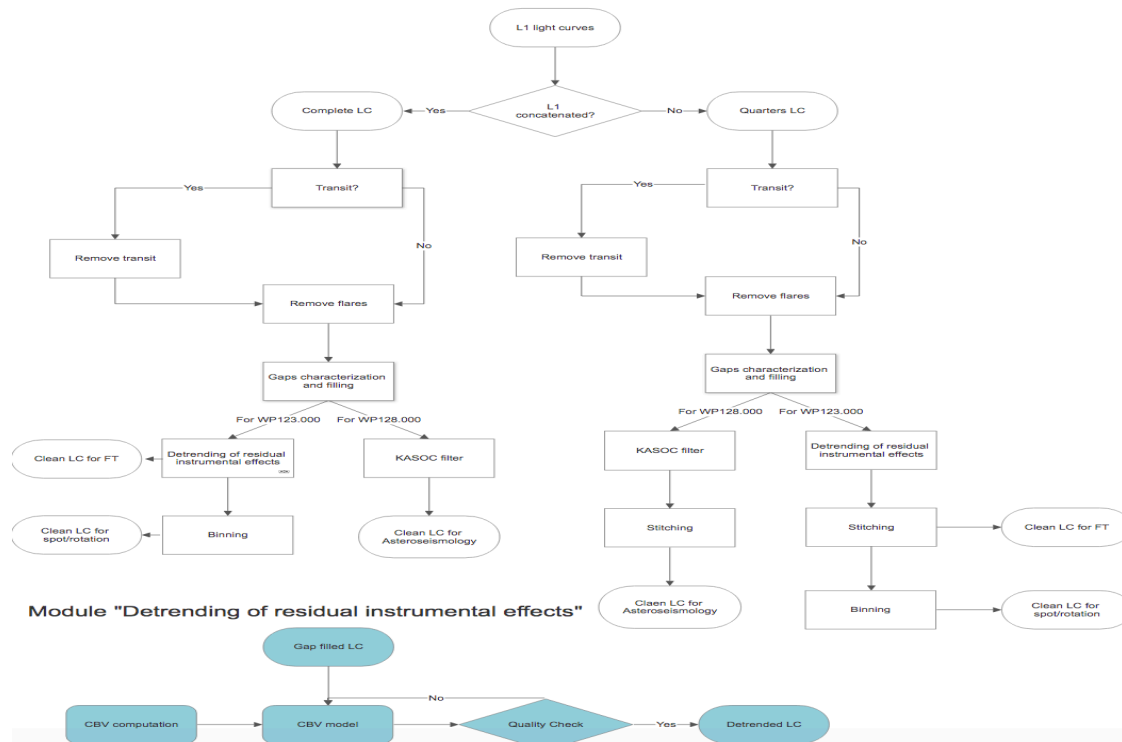 L1 light curves
Complete LC
Yes
L1
concatenated?
No
Quarters LC
Yes
Transit?
No
Remove transit
Remove flares
Yes
Transit?
No
Remove transit
Remove flares
Gaps characterization
and filling
For WP123.000
For WP128.000
Clean LC for FT
Detrending of residual
instrumental effects
KASOC filter
Clean LC for
spot/rotation
Binning
Clean LC for
Asteroseismology
Gaps characterization
and filling
For WP128.000
For WP123.000
KASOC filter
Detrending of residual
instrumental effects
Stitching
Stitching
Clean LC for FT
Claen LC for
Asteroseismology
Binning
Clean LC for
spot/rotation
Module "Detrending of residual instrumental effects"
Gap filled LC
No
CBV computation
CBV model
Quality Check
Yes
Detrended LC